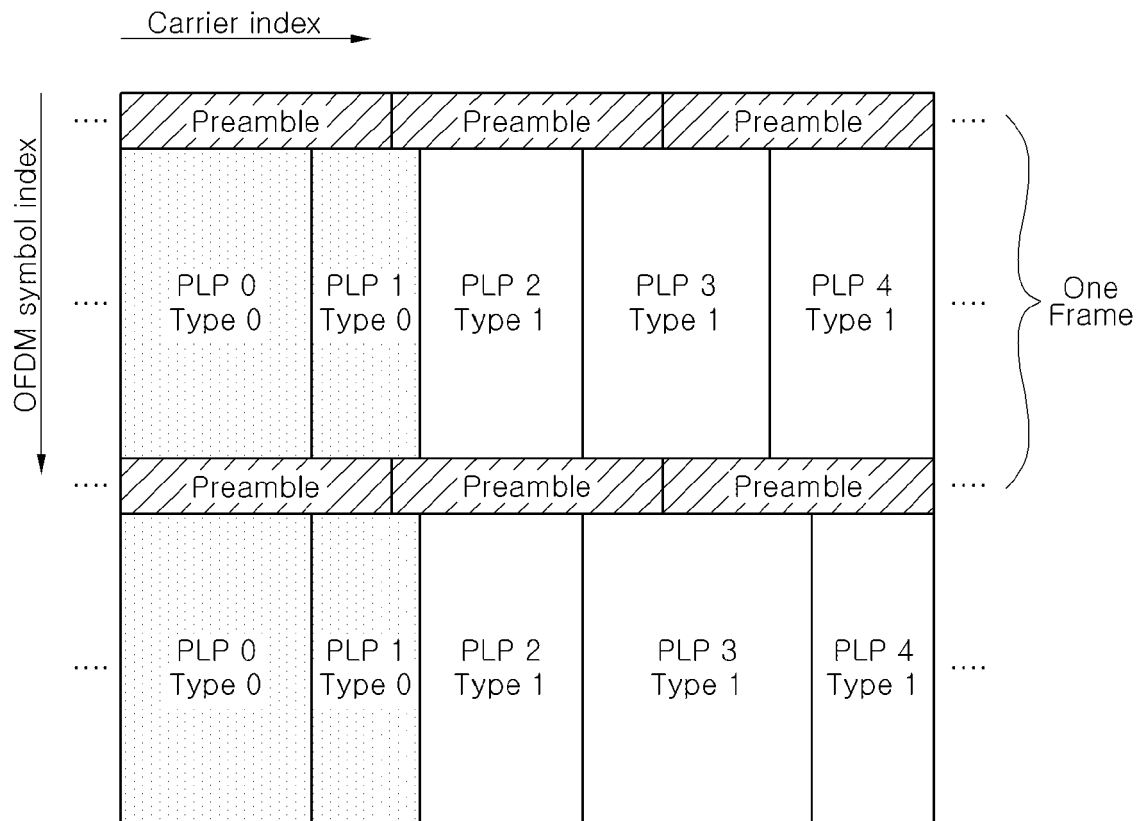 Carrier index
OFDM symbol index
.... Preamble Preamble Preamble ....
.... PLP 0 PLP 1 PLP 2 PLP 3 PLP 4 ....
Type 0 Type 0 Type 1 Type 1 Type 1
One
Frame
.... Preamble Preamble Preamble ....
.... PLP 0 PLP 1 PLP 2 PLP 3 PLP 4 ....
Type 0 Type 0 Type 1 Type 1 Type 1